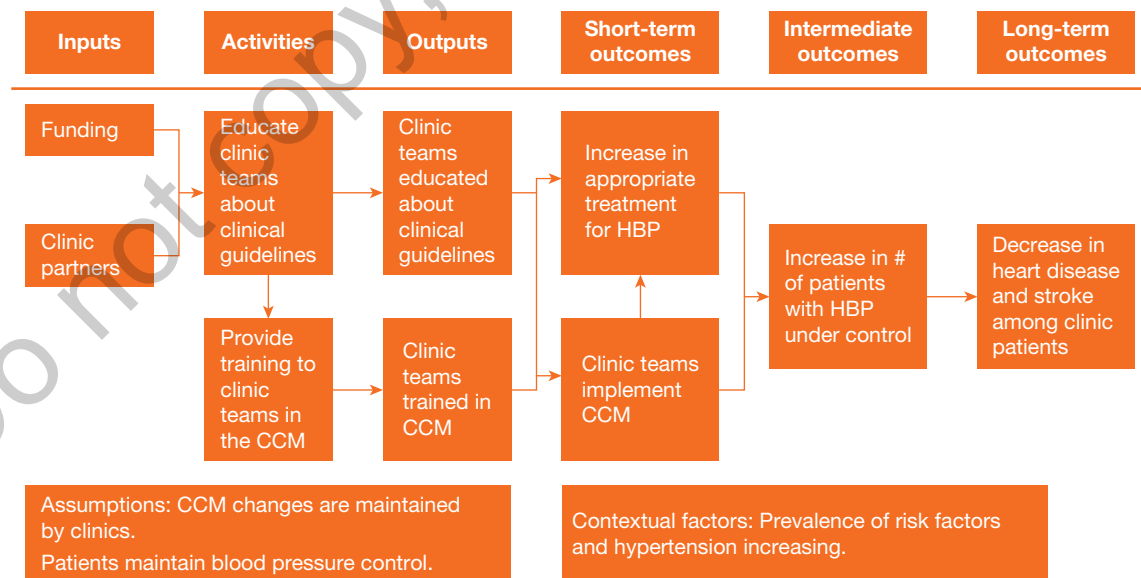 Inputs
Activities
Outputs
Short-term
outcomes
Intermediate
outcomes
Long-term
outcomes
Funding
Clinic
partners
Educate
clinic
teams
about
clinical
guidelines
Clinic
teams
educated
about
clinical
guidelines
Increase in
appropriate
treatment
for HBP
Provide
training to
clinic
teams in
the CCM
Clinic
teams
trained in
CCM
Clinic teams
implement
CCM
Increase in #
of patients
with HBP
under control
Decrease in
heart disease
and stroke
among clinic
patients
Assumptions: CCM changes are maintained
by clinics.
Patients maintain blood pressure control.
Contextual factors: Prevalence of risk factors
and hypertension increasing.
not copy,